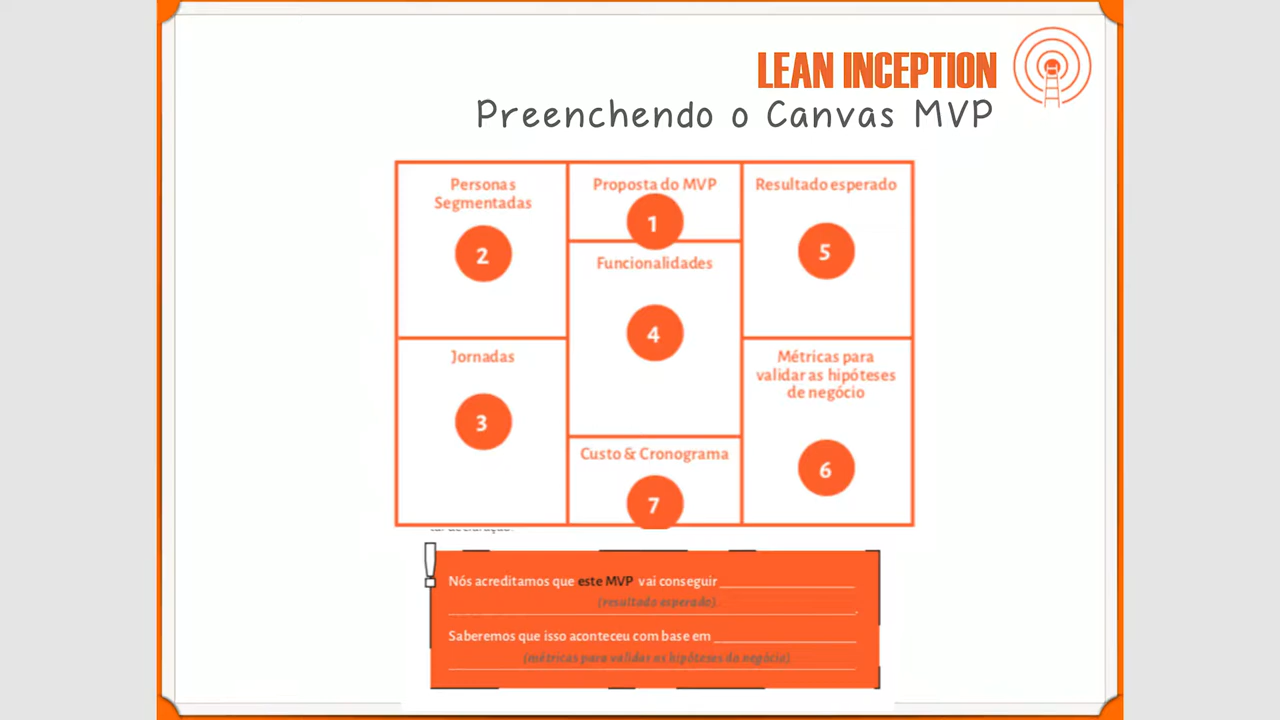 LEAN INCEPTION
Preenchendo o Canvas MVP
Personas
Segmentadas
2
Proposta do MVP
1
Resultado esperado
5
Funcionalidades
4
Jornadas
3
Métricas para
validar as hipóteses
de negócio
6
Custo & Cronograma
7
Nós acreditamos que este MVP vai conseguir
(resultado esperado).
Saberemos que isso aconteceu com base em
(métricas para validar as hipóteses do negócio)